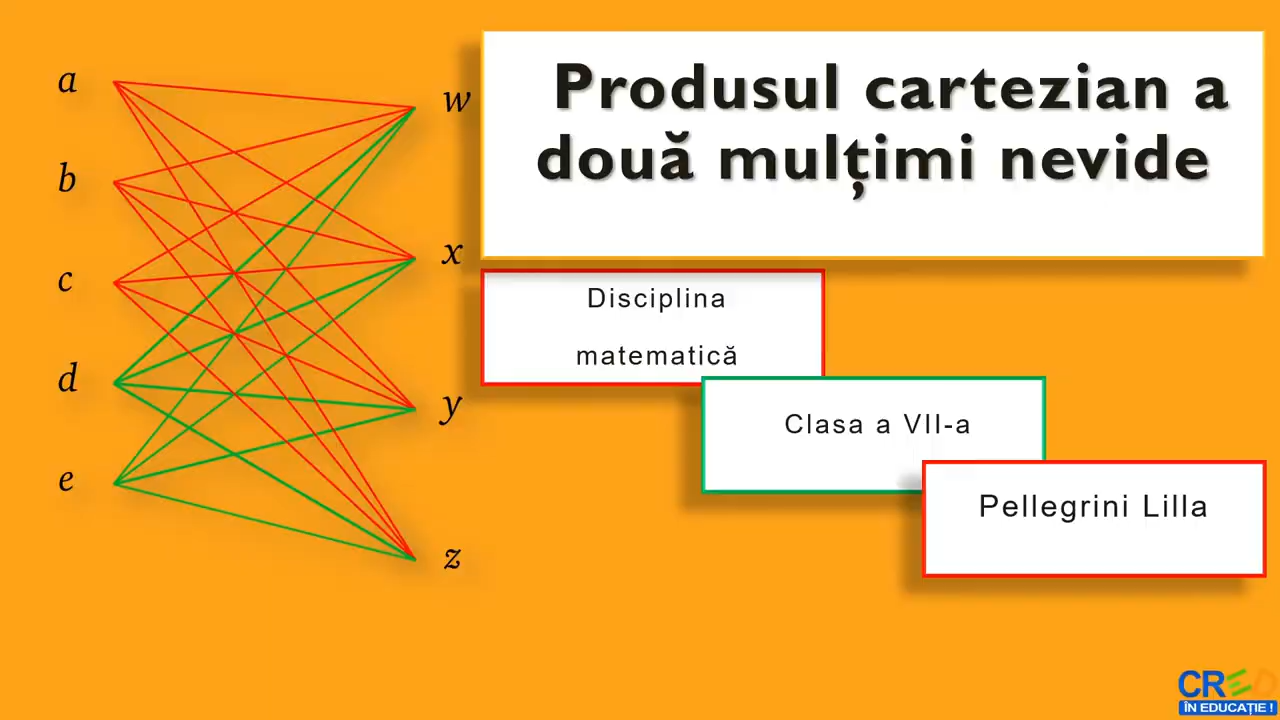 a
b
c
d
e
w
x
y
z
Produsul cartezian a
două mulțimi nevide
Disciplina
matematică
Clasa a VII-a
Pellegrini Lilla
CRED
ÎN EDUCAȚIE !